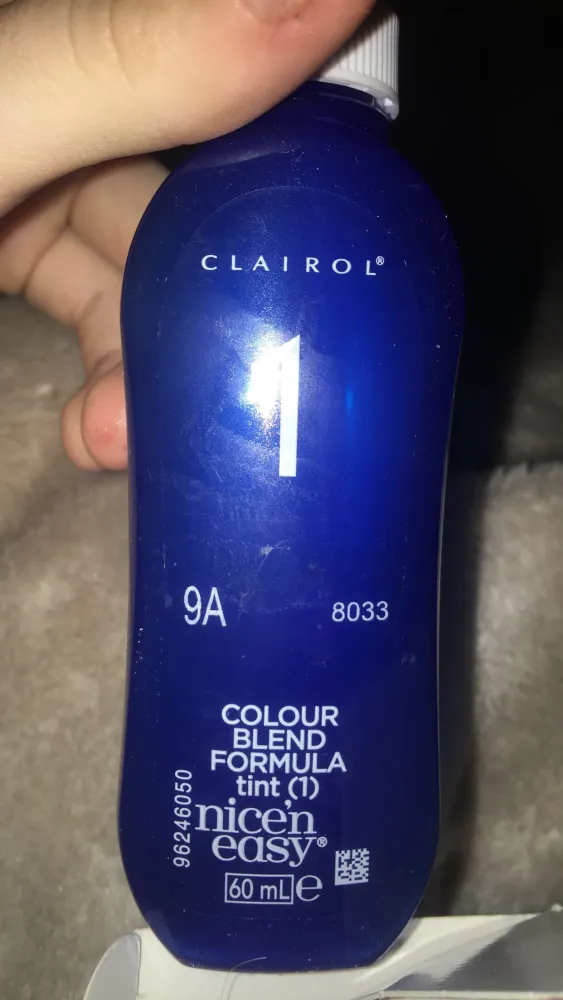 CLAIROL®
1
9A 8033
COLOUR
BLEND
FORMULA
tint (1)
nice'n
easy®
60 mL e
96246050